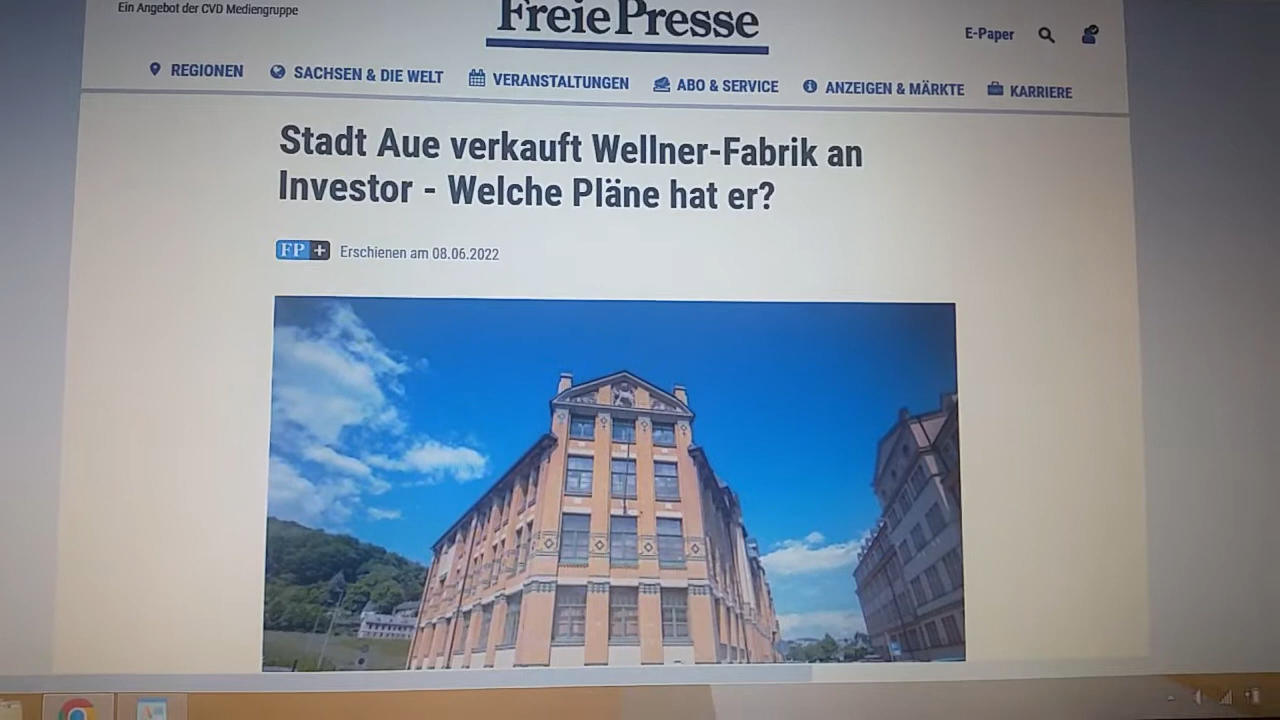 Ein Angebot der CVD Mediengruppe
Freie Presse
E-Paper
REGIONEN SACHSEN & DIE WELT VERANSTALTUNGEN ABO & SERVICE ANZEIGEN & MÄRKTE KARRIERE
Stadt Aue verkauft Wellner-Fabrik an
Investor - Welche Pläne hat er?
FP + Erschienen am 08.06.2022